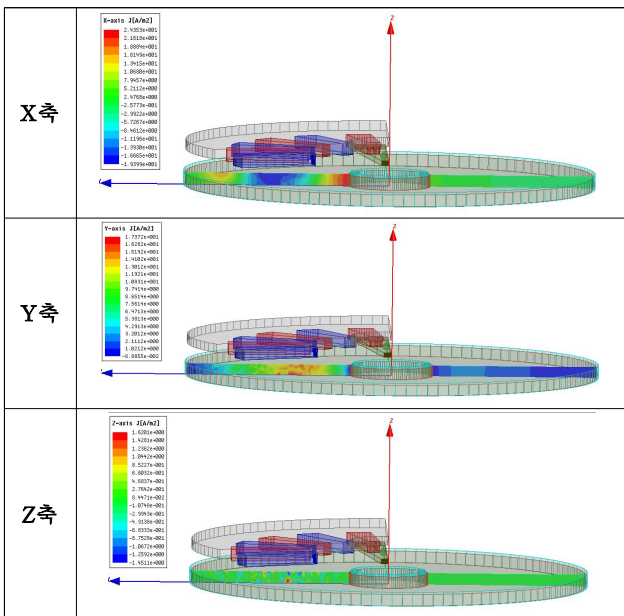 X축
X-axis J[A/m2]
2.4353e+001
2.1618e+001
1.8884e+001
1.6149e+001
1.3415e+001
1.0680e+001
7.9457e+000
5.2112e+000
2.4768e+000
-2.5773e-001
-2.9922e+000
-5.7267e+000
-8.4612e+000
-1.1196e+001
-1.3930e+001
-1.6665e+001
-1.9399e+001
Z
Y축
Y-axis J[A/m2]
1.7372e+001
1.6282e+001
1.5192e+001
1.4102e+001
1.3012e+001
1.1921e+001
1.0831e+001
9.7414e+000
8.6514e+000
7.5614e+000
6.4713e+000
5.3813e+000
4.2913e+000
3.2012e+000
2.1112e+000
1.0212e+000
-6.8855e-002
Z
Z축
Z-axis J[A/m2]
1.6201e+000
1.4281e+000
1.2362e+000
1.0442e+000
8.5227e-001
6.6032e-001
4.6837e-001
2.7642e-001
8.4471e-002
-1.0748e-001
-2.9943e-001
-4.9138e-001
-6.8333e-001
-8.7528e-001
-1.0672e+000
-1.2592e+000
-1.4511e+000
Z